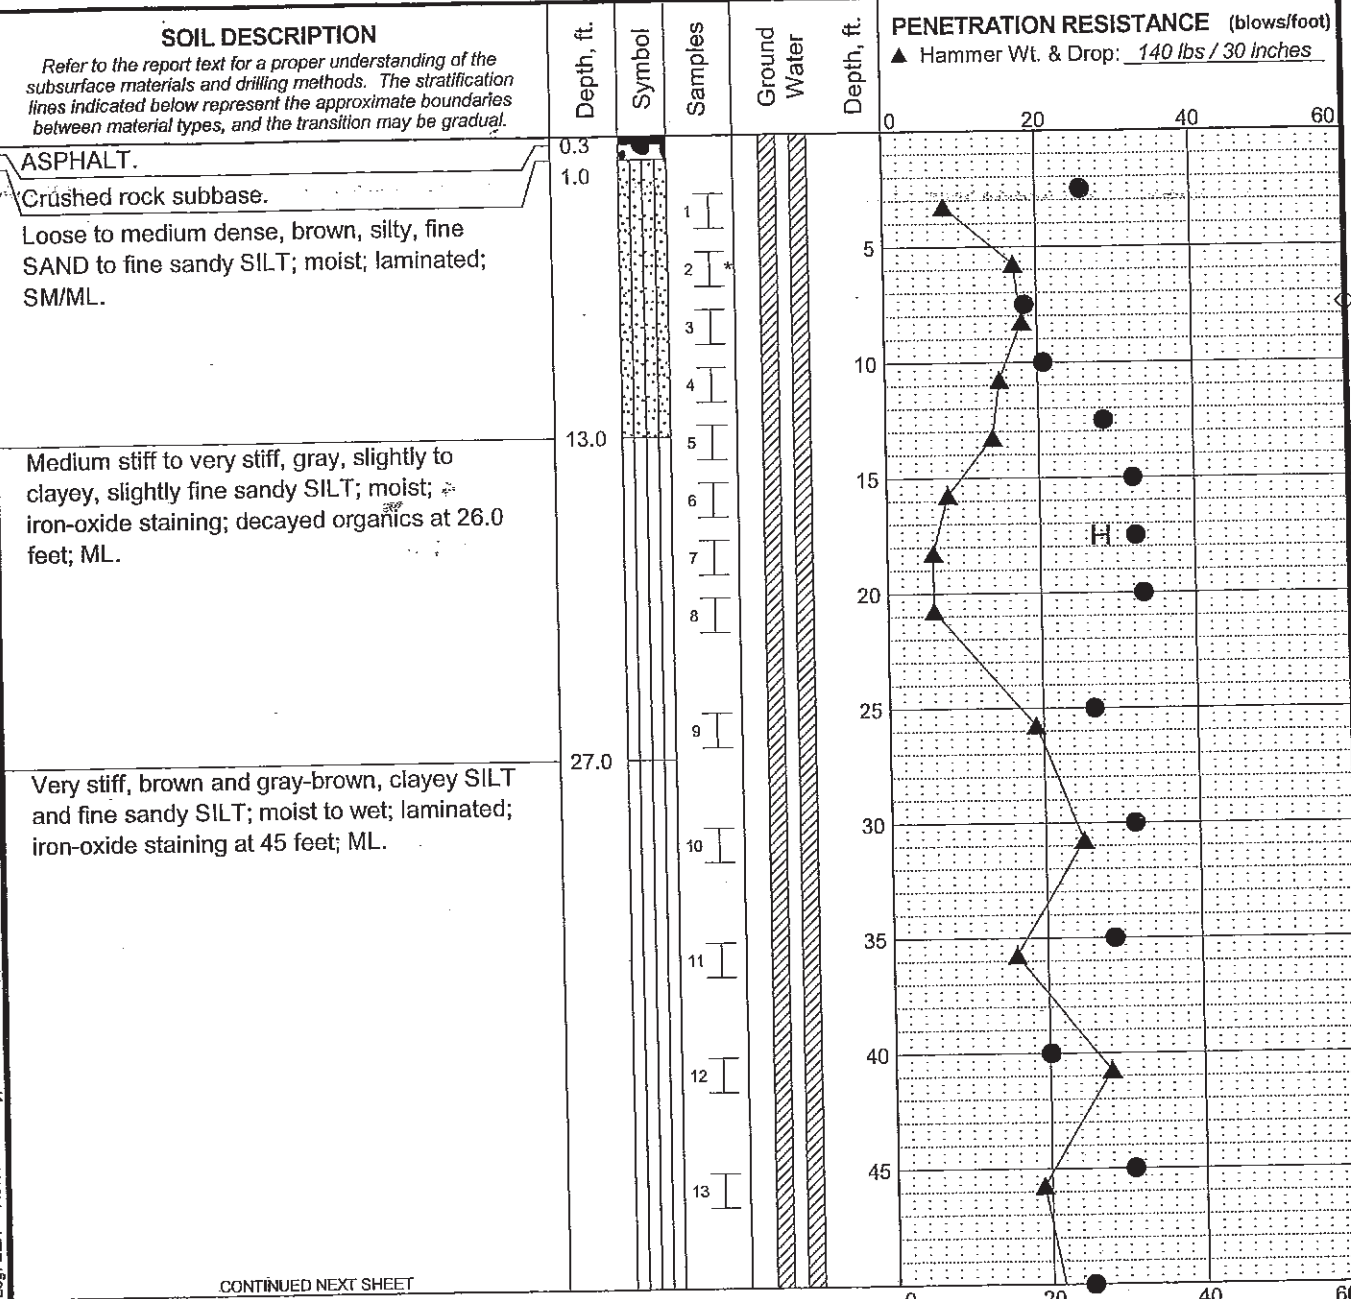 SOIL DESCRIPTION
Refer to the report text for a proper understanding of the
subsurface materials and drilling methods. The stratification
lines indicated below represent the approximate boundaries
between material types, and the transition may be gradual.
Depth, ft.
Symbol
Samples
Ground
Water
Depth, ft.
PENETRATION RESISTANCE (blows/foot)
▲ Hammer Wt. & Drop: 140 lbs / 30 inches
0 20 40 60
ASPHALT.
0.3
Crushed rock subbase.
1.0
Loose to medium dense, brown, silty, fine
SAND to fine sandy SILT; moist; laminated;
SM/ML.
13.0
Medium stiff to very stiff, gray, slightly to
clayey, slightly fine sandy SILT; moist;
iron-oxide staining; decayed organics at 26.0
feet; ML.
27.0
Very stiff, brown and gray-brown, clayey SILT
and fine sandy SILT; moist to wet; laminated;
iron-oxide staining at 45 feet; ML.
1
2 *
3
4
5
6
7
8
9
10
11
12
13
5
10
15
20
25
30
35
40
45
H
CONTINUED NEXT SHEET
0 20 40 60